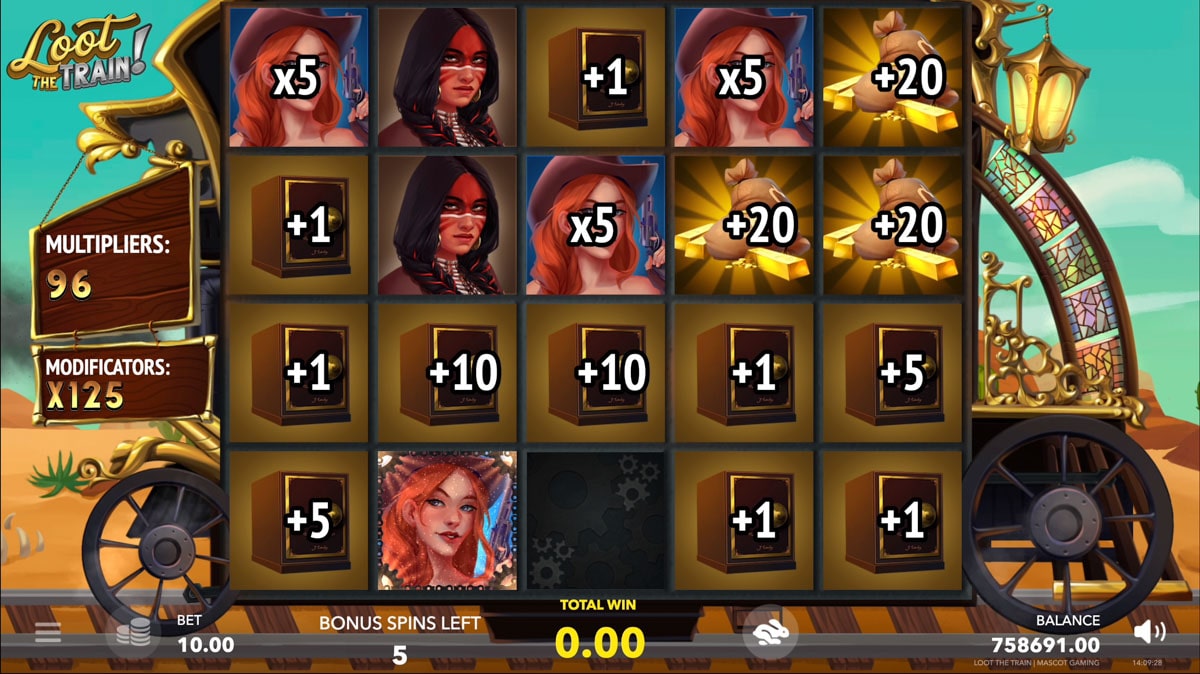 Loot
THE TRAIN!
x5
+1
x5
+20
+1
x5
+20
+20
MULTIPLIERS:
96
+1
+10
+10
+1
+5
MODIFICATORS:
X125
+5
+1
+1
TOTAL WIN
0.00
BET
10.00
BONUS SPINS LEFT
5
BALANCE
758691.00
LOOT THE TRAIN | MASCOT GAMING
14:09:28